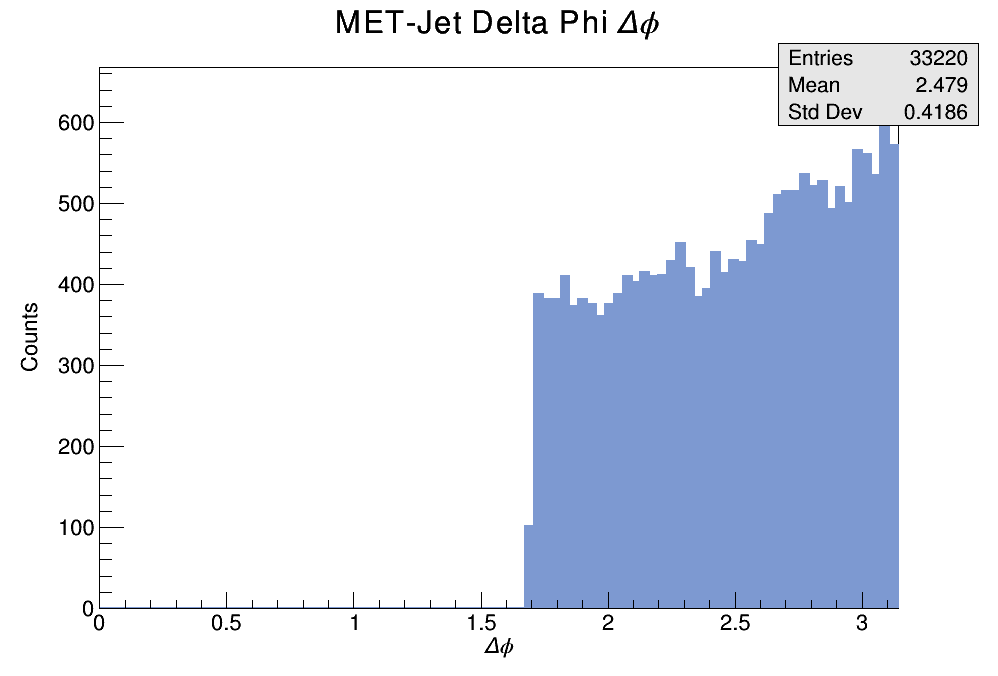 MET-Jet Delta Phi Δϕ
Entries 33220
Mean 2.479
Std Dev 0.4186
Counts
600
500
400
300
200
100
0
0 0.5 1 1.5 2 2.5 3
Δϕ